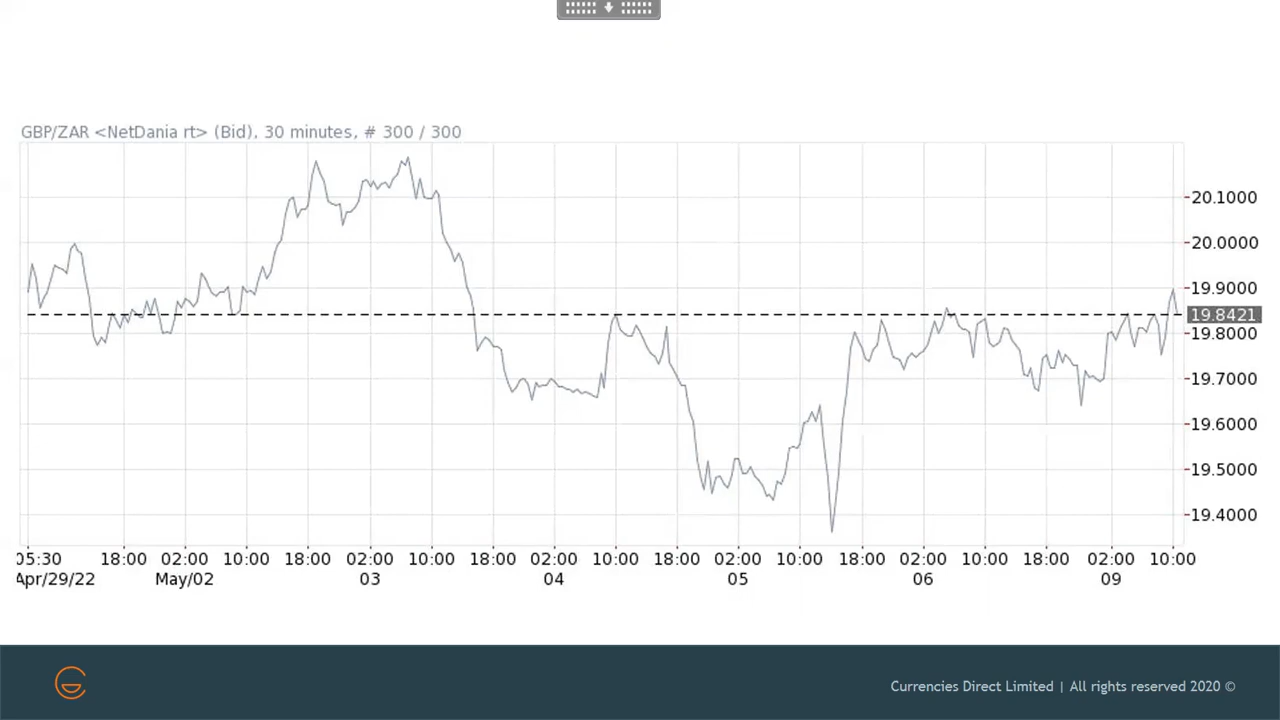 GBP/ZAR <NetDania rt> (Bid), 30 minutes, # 300 / 300
20.1000
20.0000
19.9000
19.8421
19.8000
19.7000
19.6000
19.5000
19.4000
05:30 18:00 02:00 10:00 18:00 02:00 10:00 18:00 02:00 10:00 18:00 02:00 10:00 18:00 02:00 10:00 18:00 02:00 10:00
Apr/29/22 May/02 03 04 05 06 09
Currencies Direct Limited | All rights reserved 2020 ©